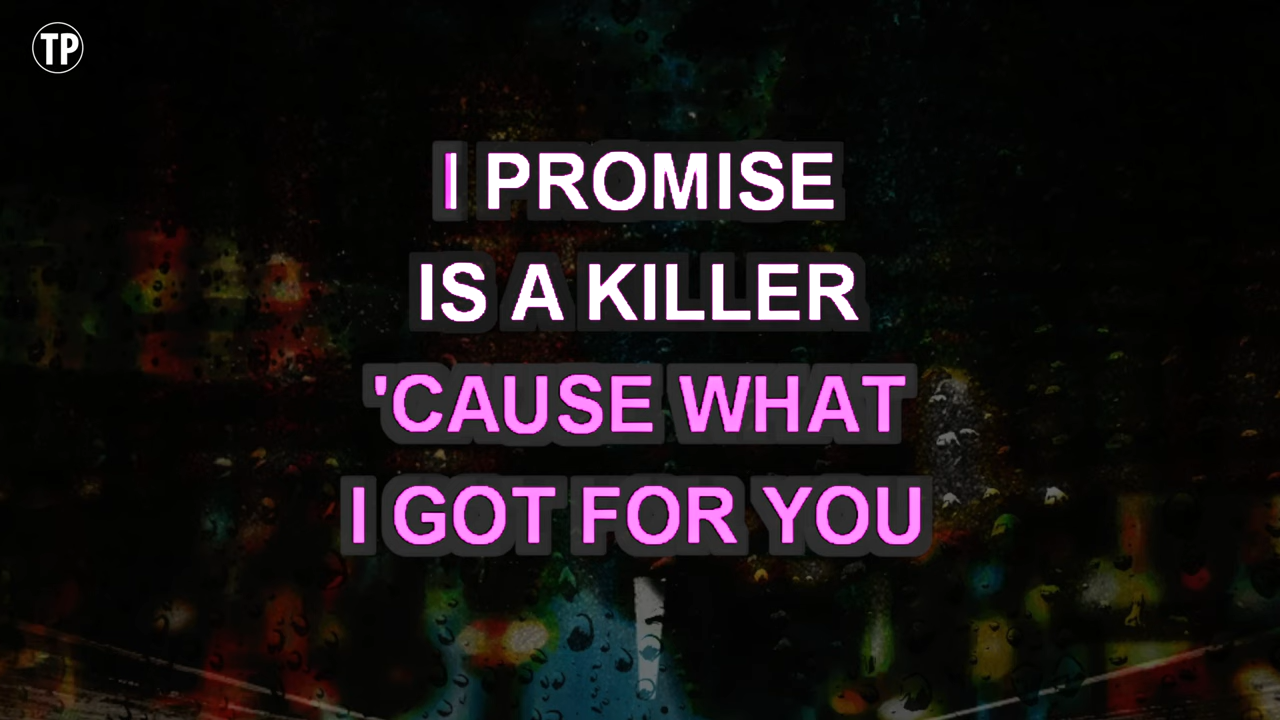 TP
I PROMISE
IS A KILLER
'CAUSE WHAT
I GOT FOR YOU